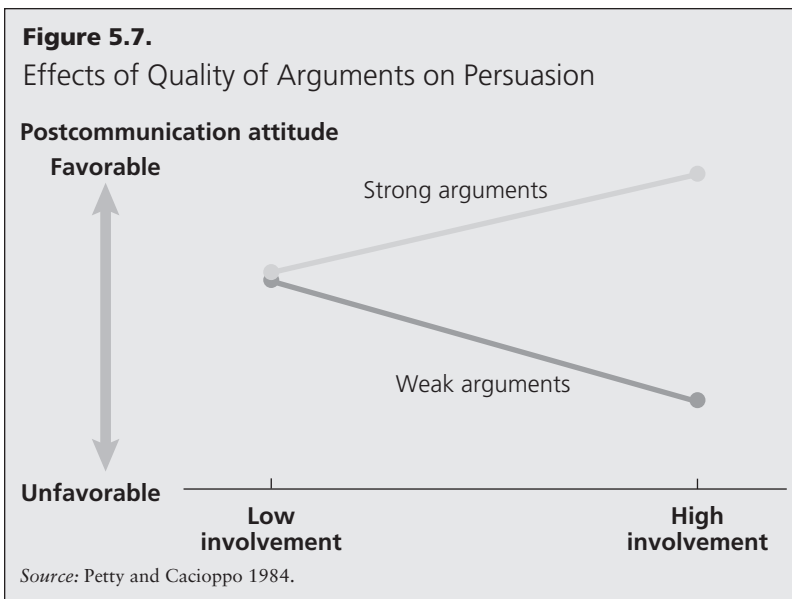 Figure 5.7.
Effects of Quality of Arguments on Persuasion
Postcommunication attitude
Favorable
Strong arguments
Weak arguments
Unfavorable
Low
involvement
High
involvement
Source: Petty and Cacioppo 1984.